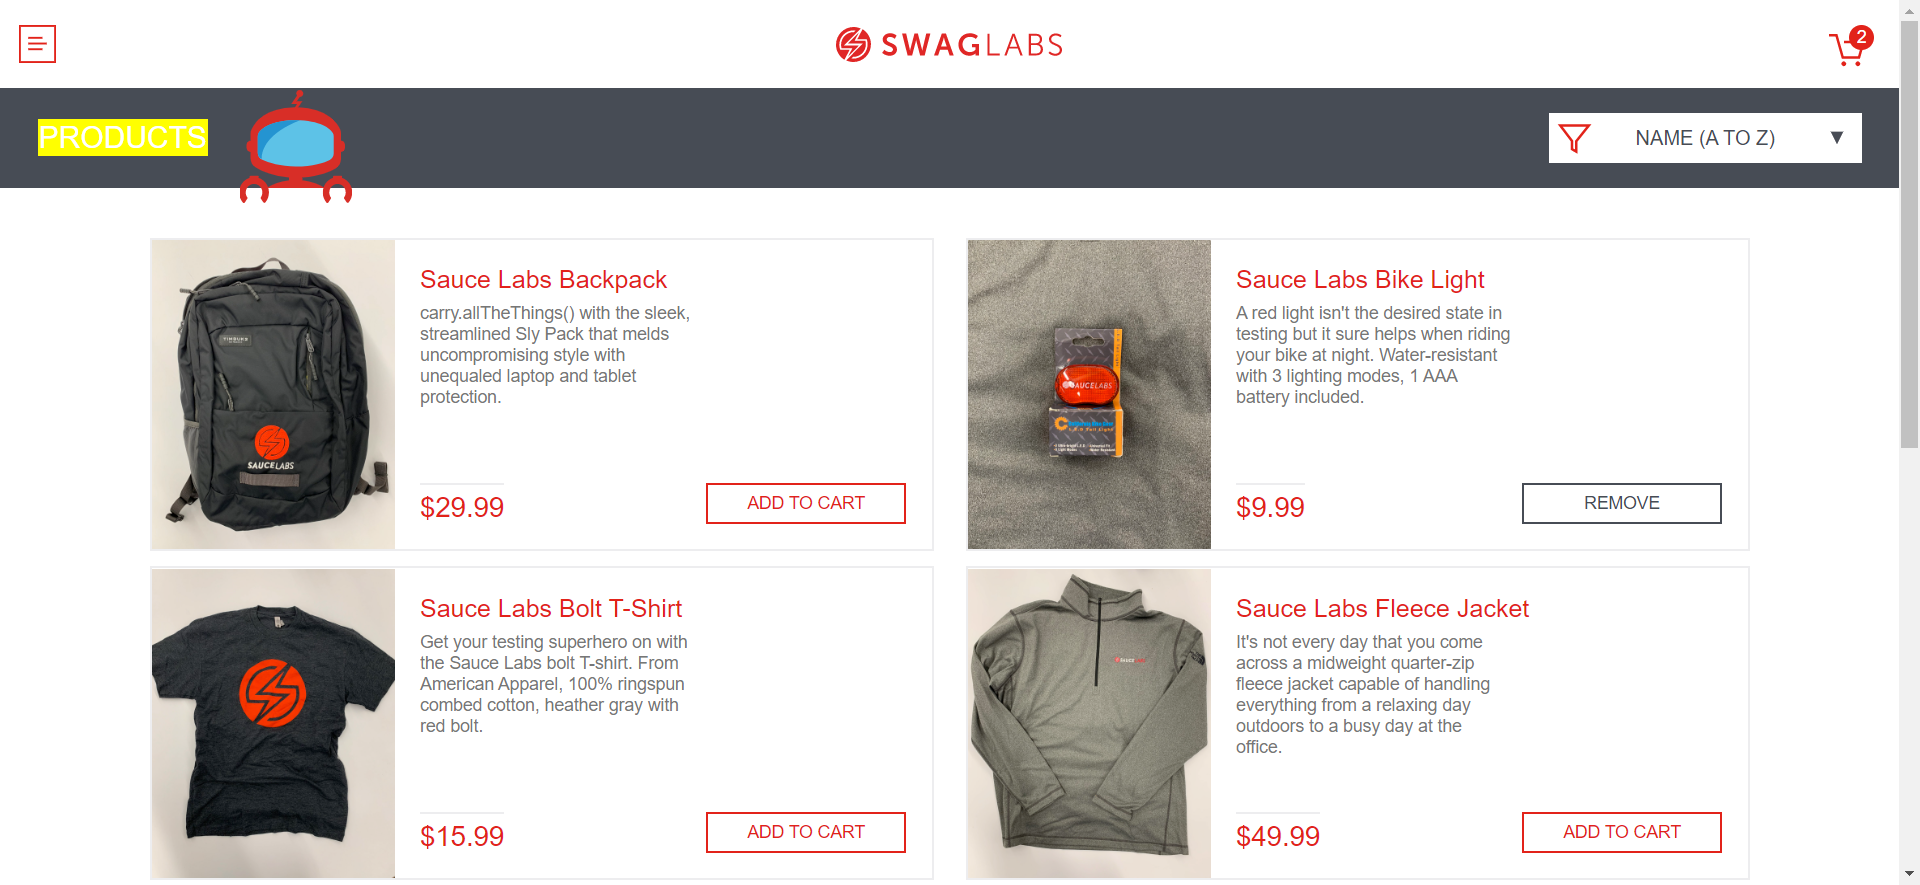 SWAGLABS
2
PRODUCTS
NAME (A TO Z)
Sauce Labs Backpack
carry.allTheThings() with the sleek,
streamlined Sly Pack that melds
uncompromising style with
unequaled laptop and tablet
protection.
$29.99
ADD TO CART
SAUCELABS
Sauce Labs Bike Light
A red light isn't the desired state in
testing but it sure helps when riding
your bike at night. Water-resistant
with 3 lighting modes, 1 AAA
battery included.
$9.99
REMOVE
SAUCELABS
Sauce Labs Bolt T-Shirt
Get your testing superhero on with
the Sauce Labs bolt T-shirt. From
American Apparel, 100% ringspun
combed cotton, heather gray with
red bolt.
$15.99
ADD TO CART
Sauce Labs Fleece Jacket
It's not every day that you come
across a midweight quarter-zip
fleece jacket capable of handling
everything from a relaxing day
outdoors to a busy day at the
office.
$49.99
ADD TO CART